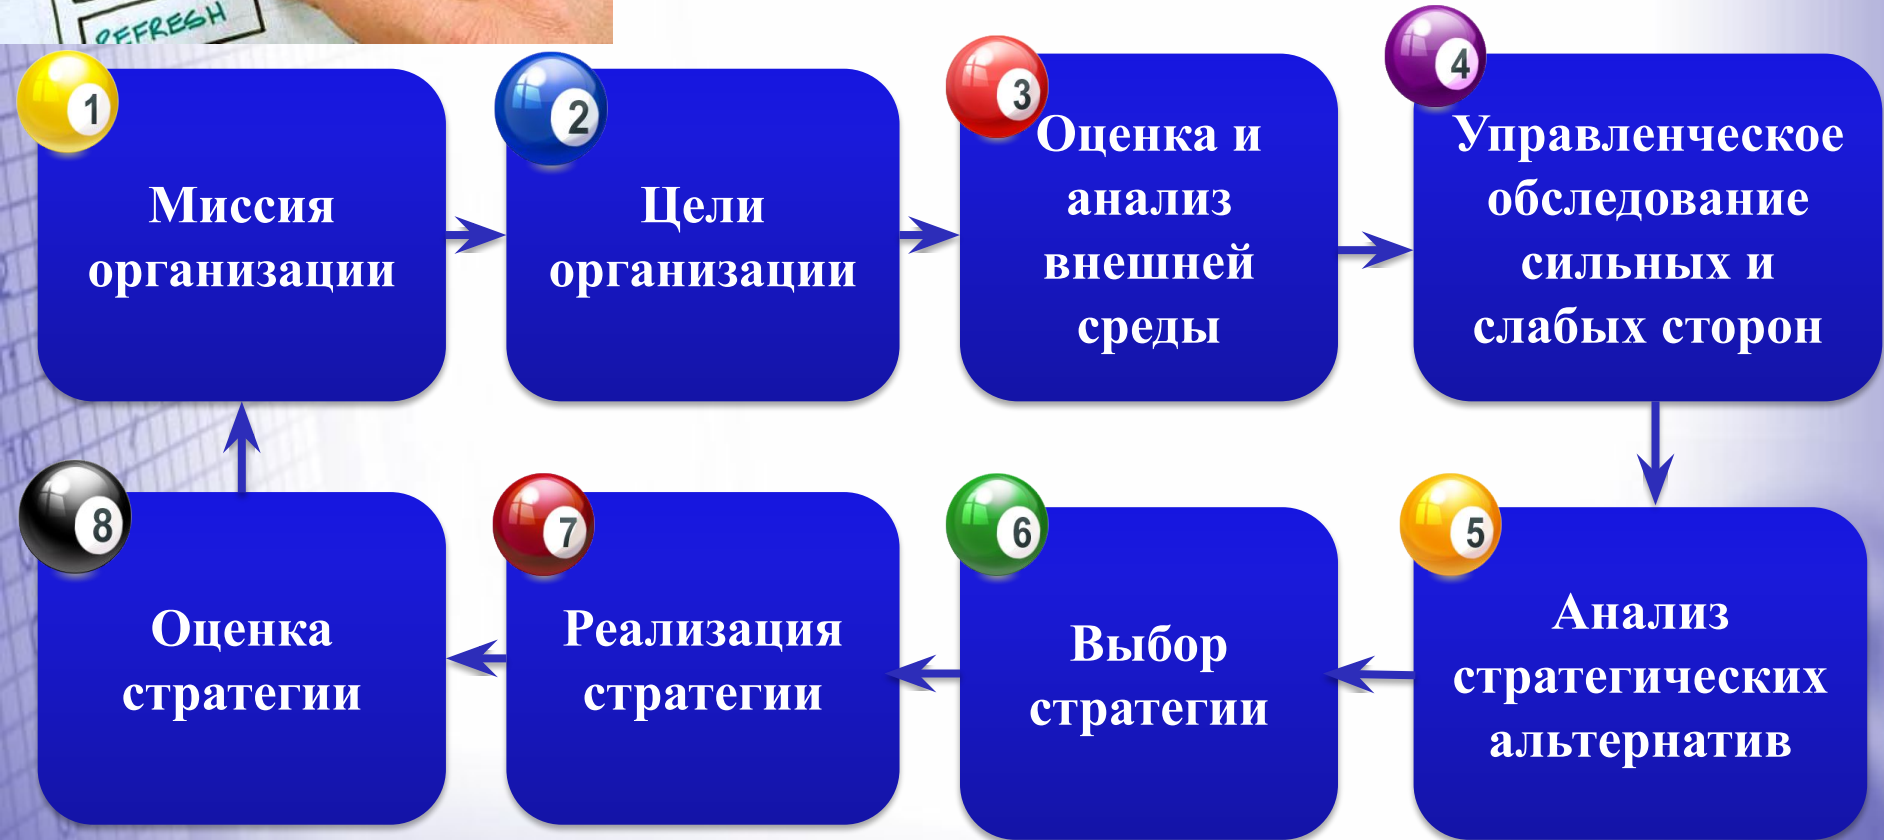 REFRESH
1
Миссия
организации
2
Цели
организации
3
Оценка и
анализ
внешней
среды
4
Управленческое
обследование
сильных и
слабых сторон
5
Анализ
стратегических
альтернатив
6
Выбор
стратегии
7
Реализация
стратегии
8
Оценка
стратегии
10